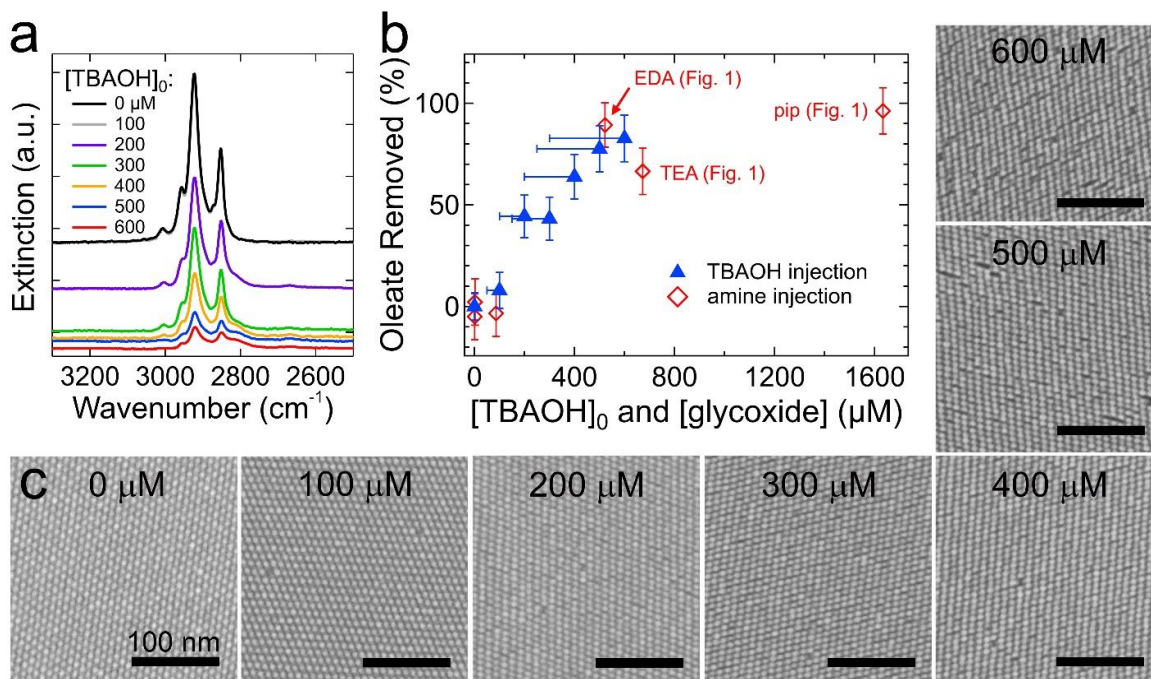 a
[TBAOH]₀:
0 μM
100
200
300
400
500
600
Extinction (a.u.)
3200
3000
2800
2600
Wavenumber (cm⁻¹)
b
Oleate Removed (%)
100
50
0
EDA (Fig. 1)
pip (Fig. 1)
TEA (Fig. 1)
TBAOH injection
amine injection
0
400
800
1200
1600
[TBAOH]₀ and [glycoxide] (μM)
600 μM
500 μM
c
0 μM
100 nm
100 μM
200 μM
300 μM
400 μM